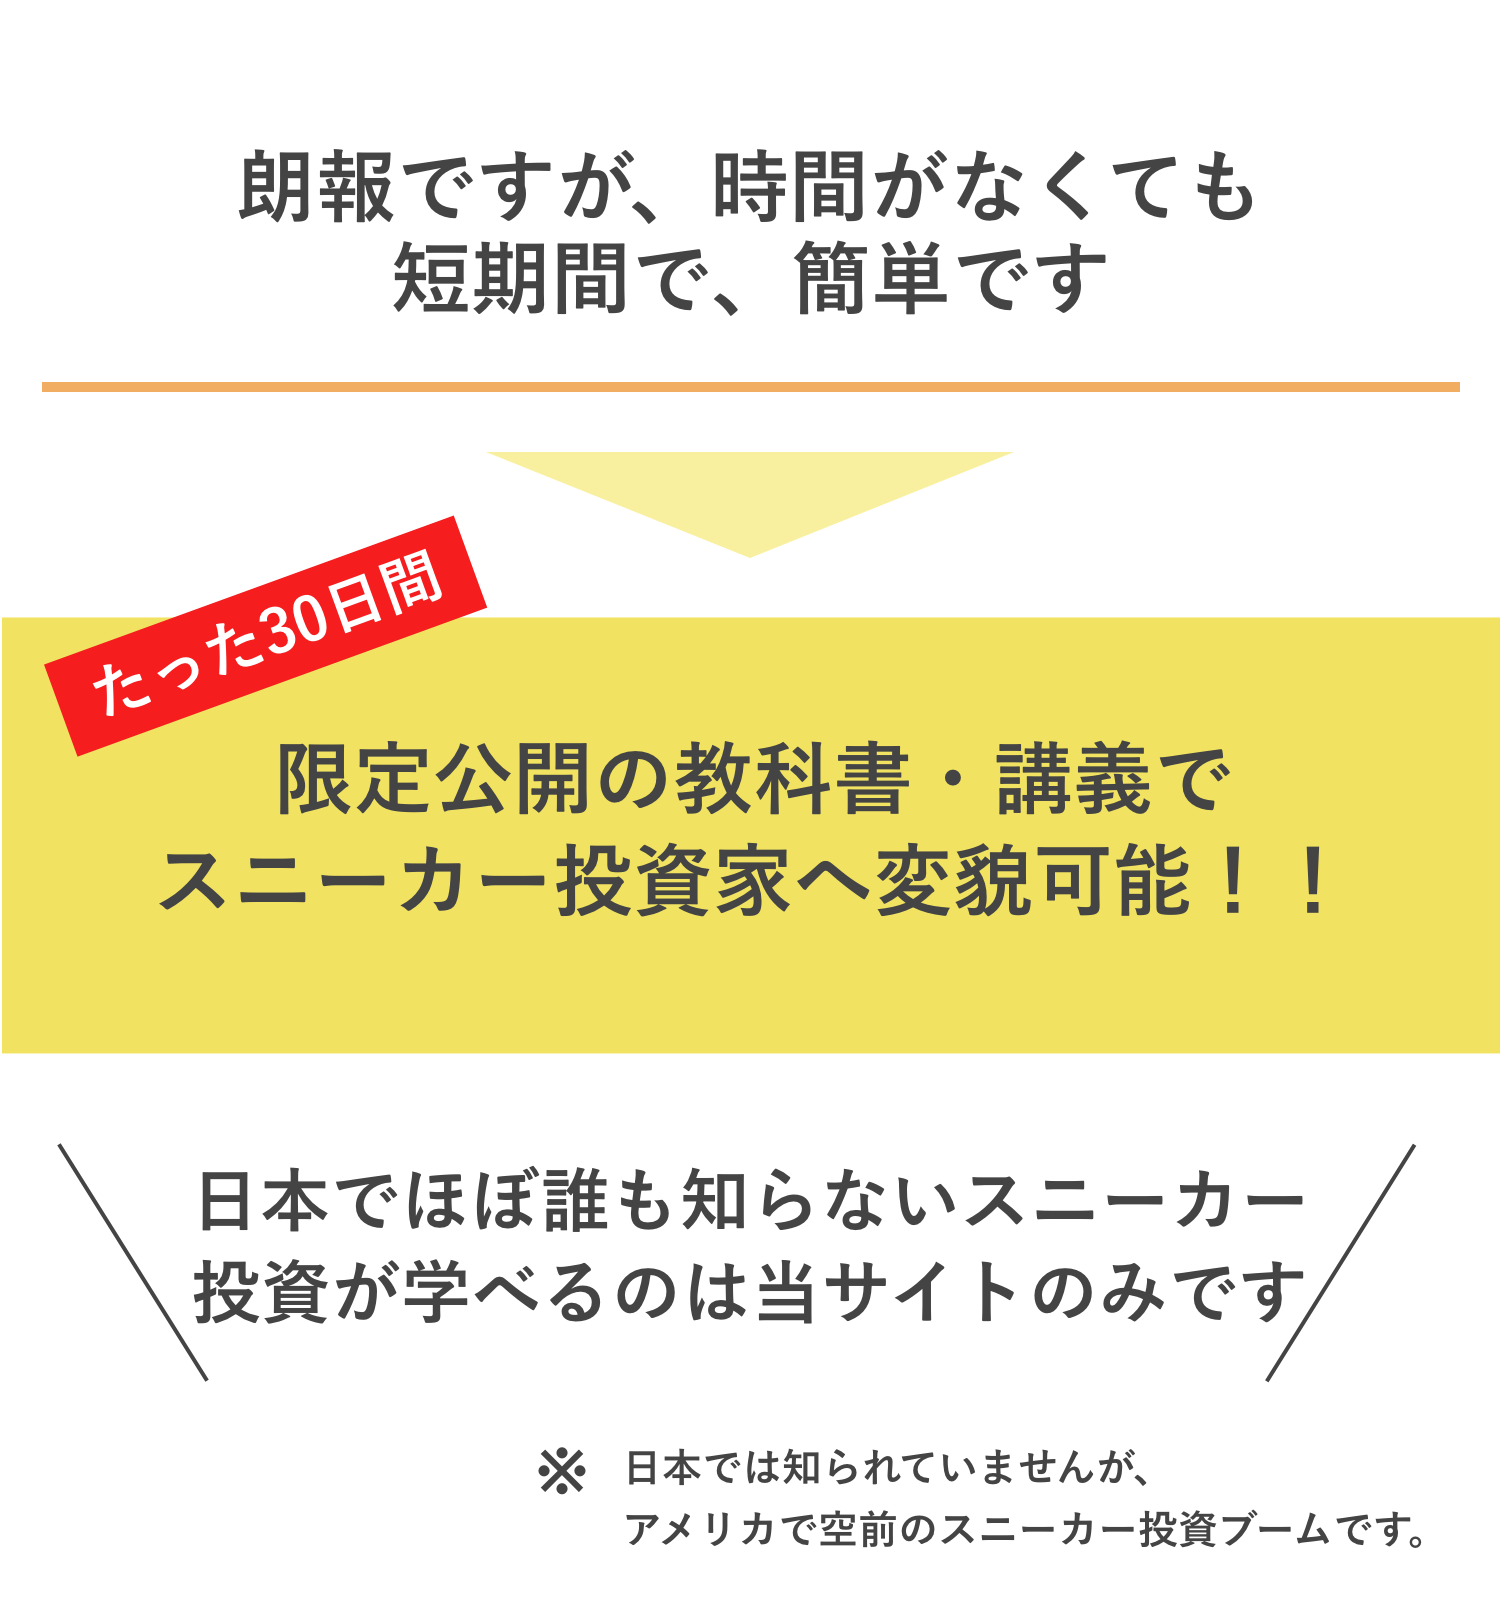 朗報ですが、時間がなくても
短期間で、簡単です
たった30日間
限定公開の教科書・講義で
スニーカー投資家へ変貌可能！！
日本でほぼ誰も知らないスニーカー
投資が学べるのは当サイトのみです
※ 日本では知られていませんが、
アメリカで空前のスニーカー投資ブームです。